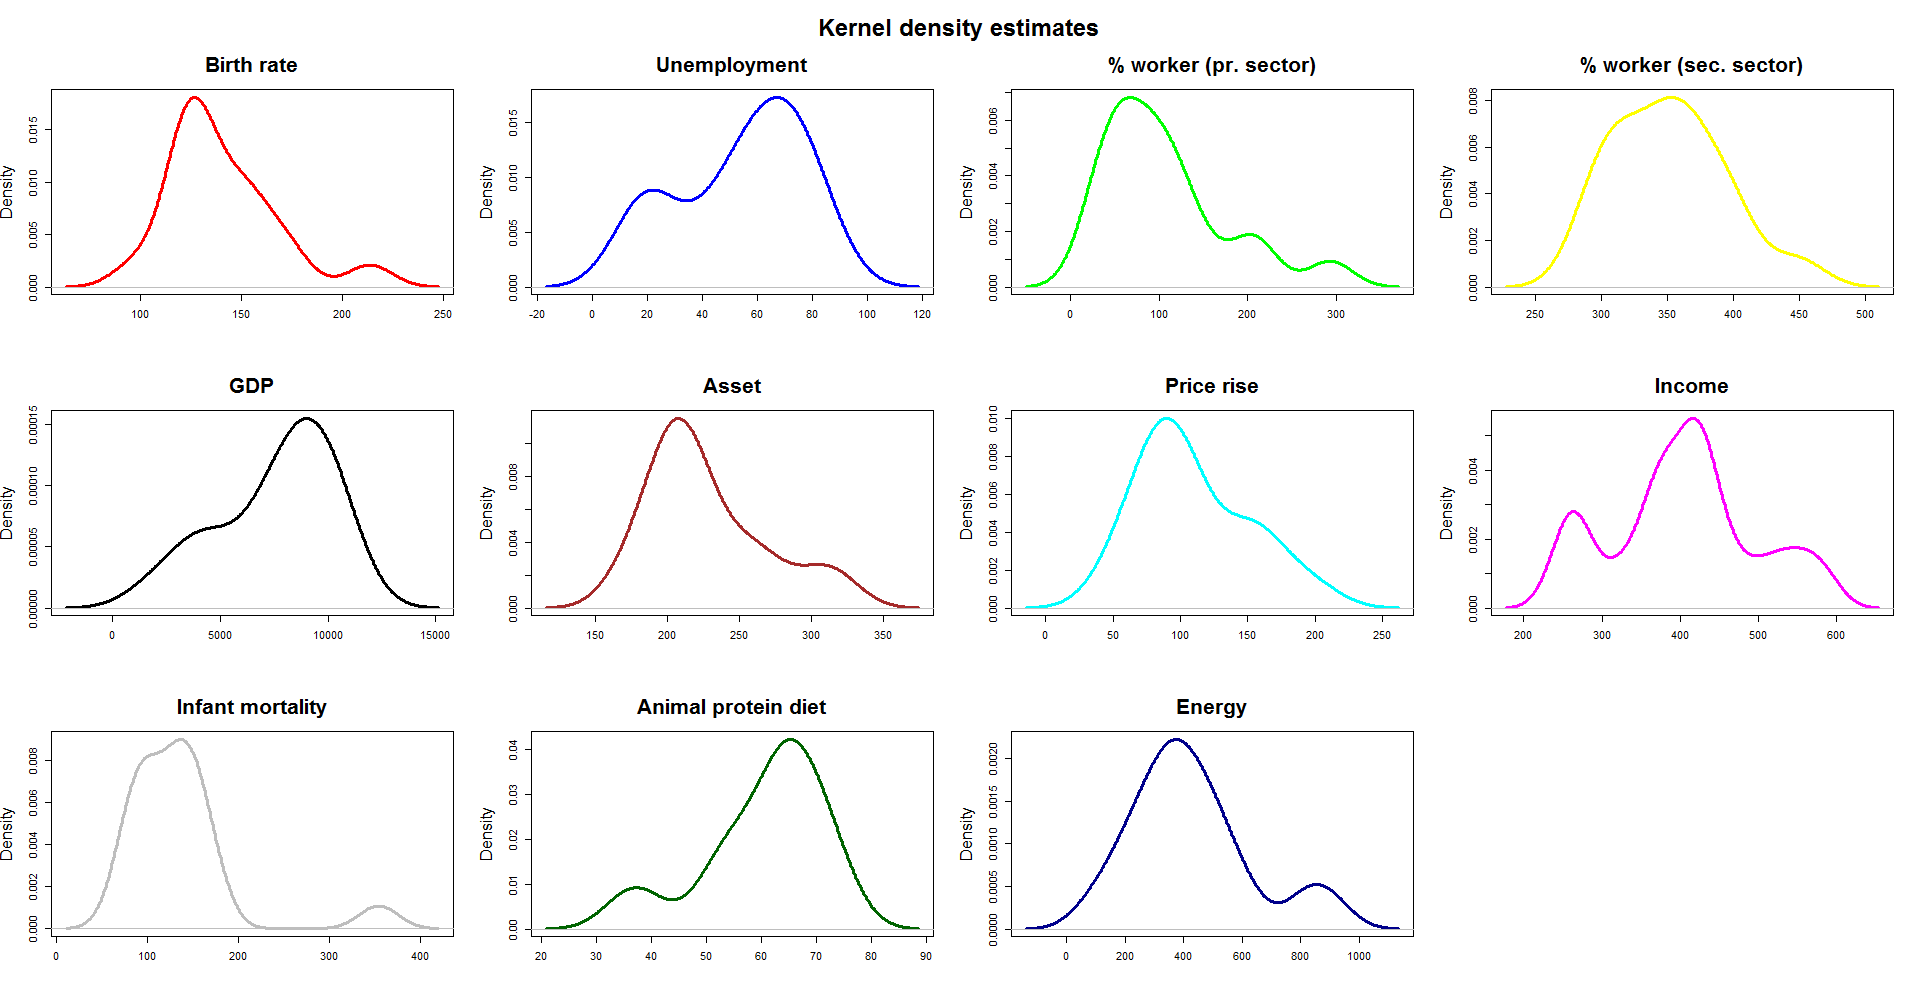 Kernel density estimates
Birth rate
Unemployment
% worker (pr. sector)
% worker (sec. sector)
Density
0.000 0.005 0.010 0.015
100 150 200 250
Density
0.000 0.005 0.010 0.015
-20 0 20 40 60 80 100 120
Density
0.000 0.002 0.004 0.006
0 100 200 300
Density
0.000 0.002 0.004 0.006 0.008
250 300 350 400 450 500
GDP
Asset
Price rise
Income
Density
0.00000 0.00005 0.00010 0.00015
0 5000 10000 15000
Density
0.000 0.004 0.008
150 200 250 300 350
Density
0.000 0.002 0.004 0.006 0.008 0.010
0 50 100 150 200 250
Density
0.000 0.002 0.004
200 300 400 500 600
Infant mortality
Animal protein diet
Energy
Density
0.000 0.002 0.004 0.006 0.008
0 100 200 300 400
Density
0.00 0.01 0.02 0.03 0.04
20 30 40 50 60 70 80 90
Density
0.0000 0.0005 0.0010 0.0015 0.0020
0 200 400 600 800 1000